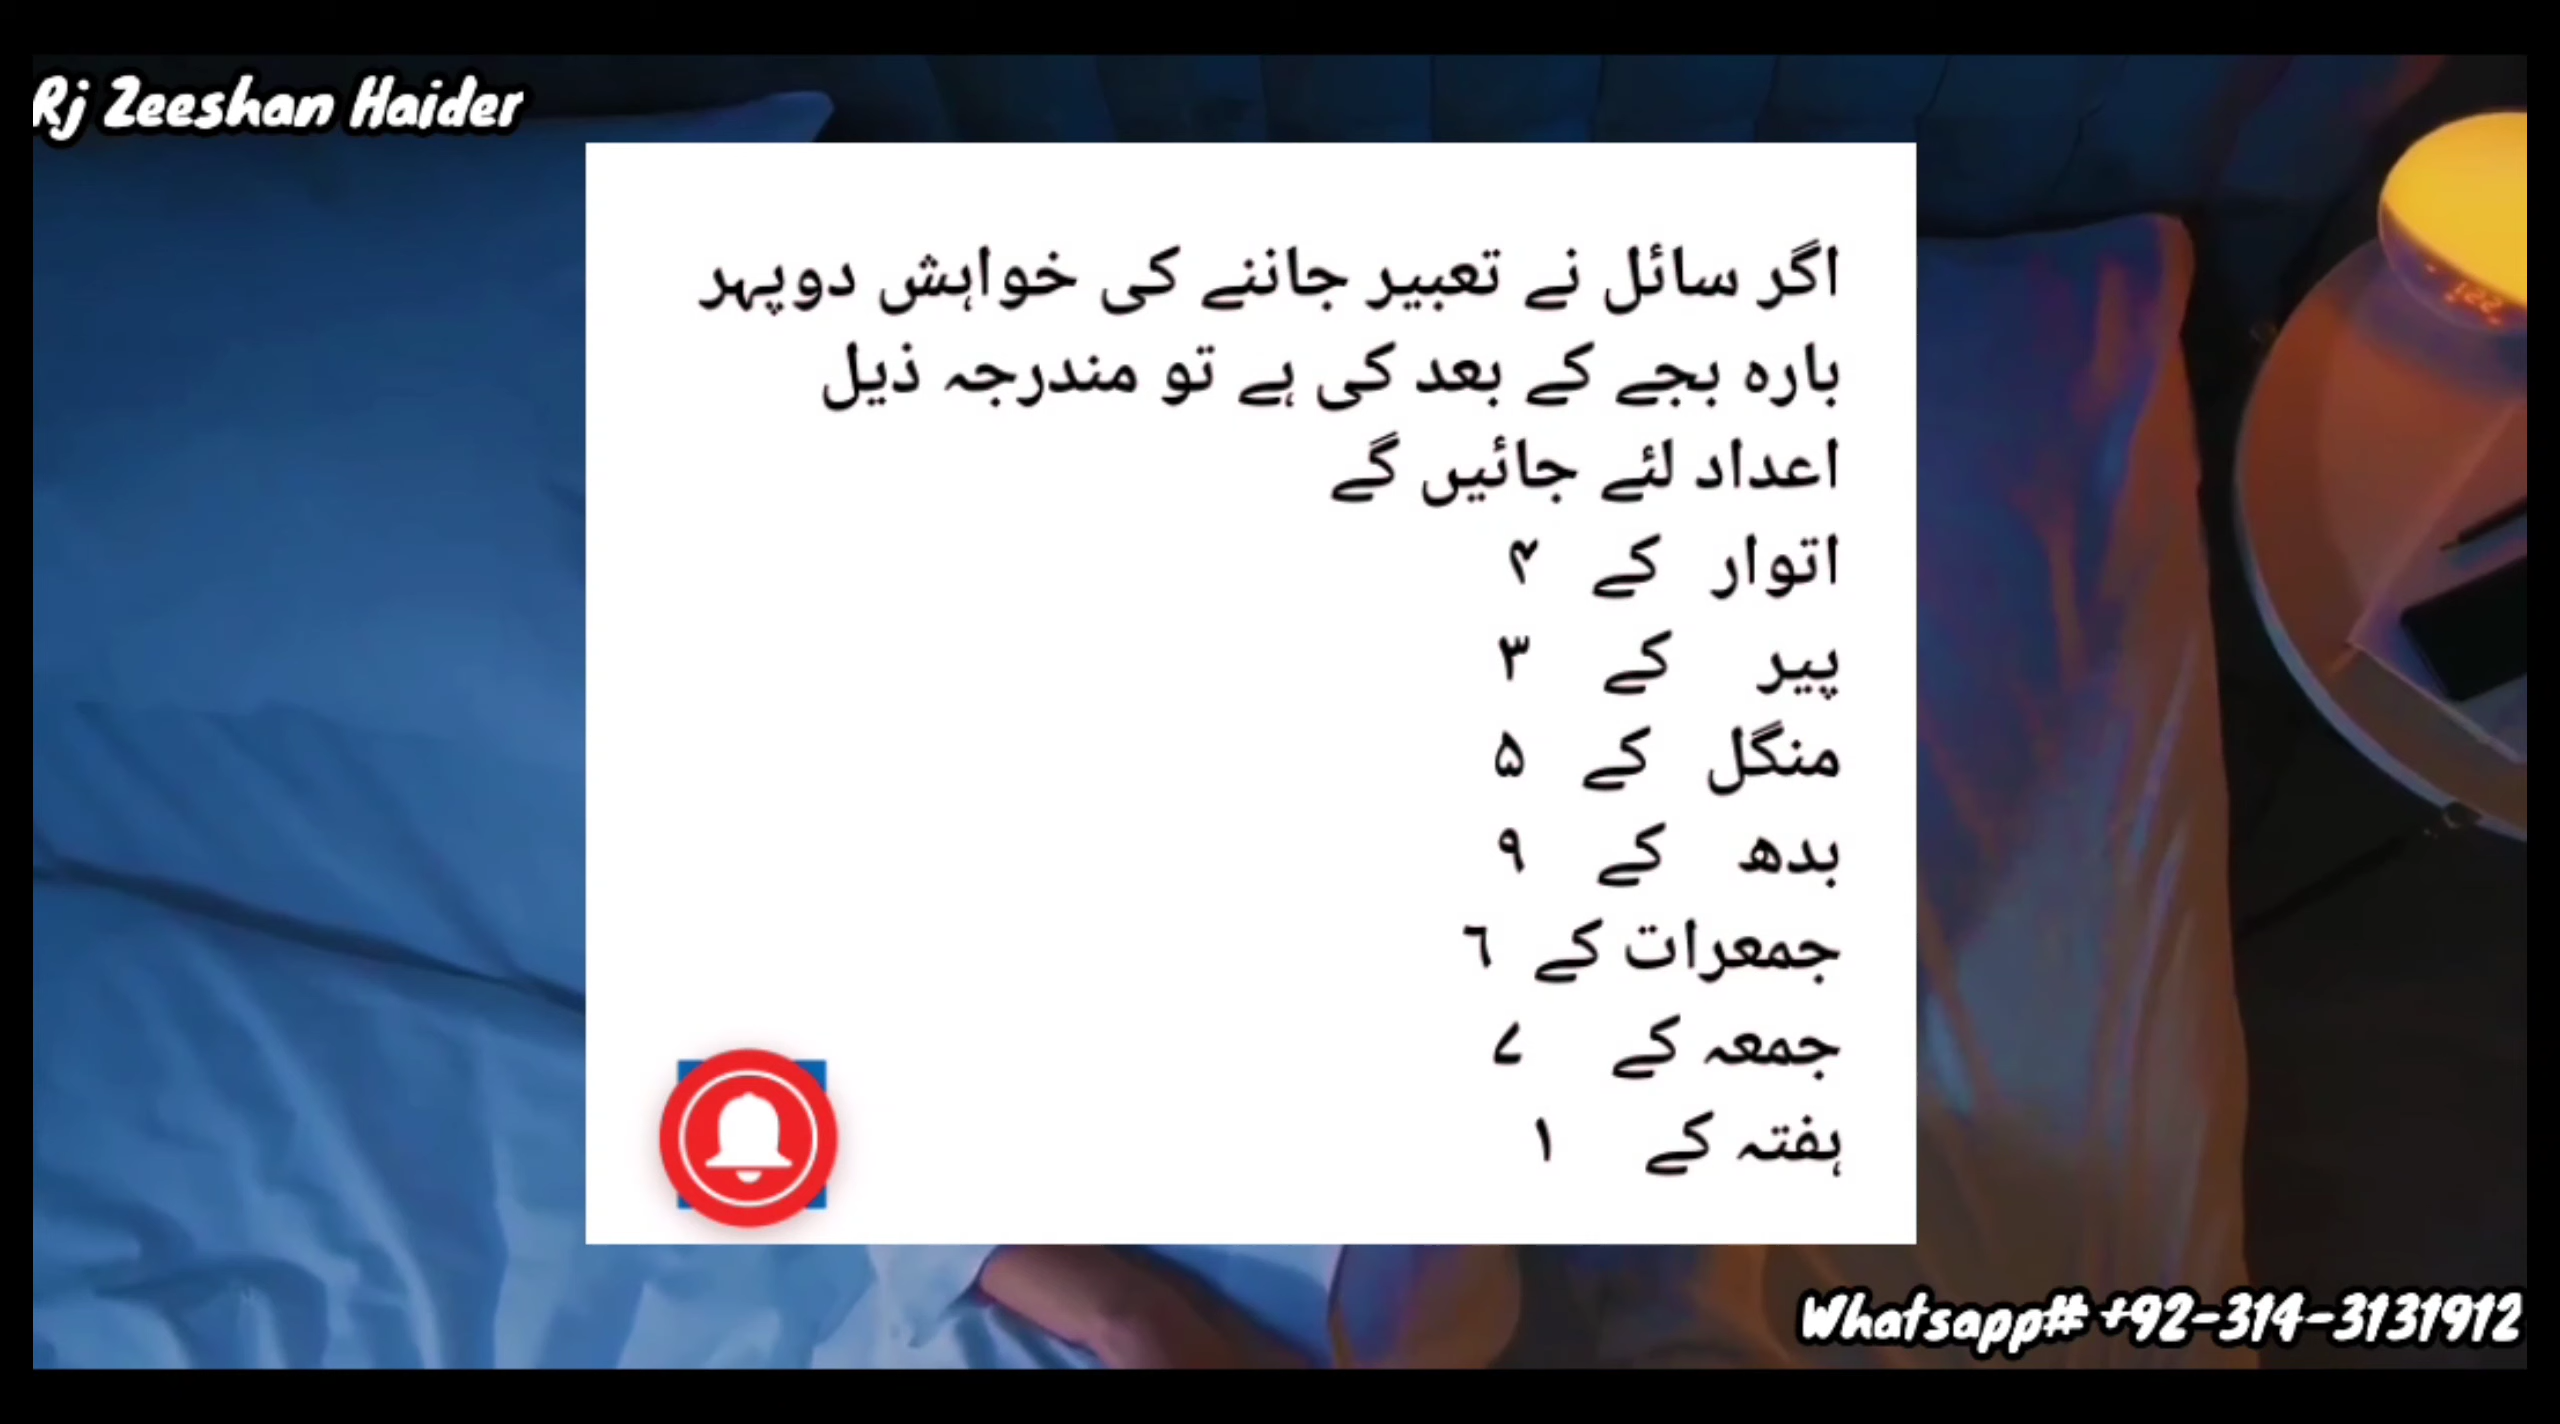 Rj Zeeshan Haider
اگر سائل نے تعبیر جاننے کی خواہش دوپہر
بارہ بجے کے بعد کی ہے تو مندرجہ ذیل
اعداد لئے جائیں گے
اتوار کے ۴
پیر کے ۳
منگل کے ۵
بدھ کے ۹
جمعرات کے ٦
جمعہ کے ۷
ہفتہ کے ۱
Whatsapp# +92-314-3131912